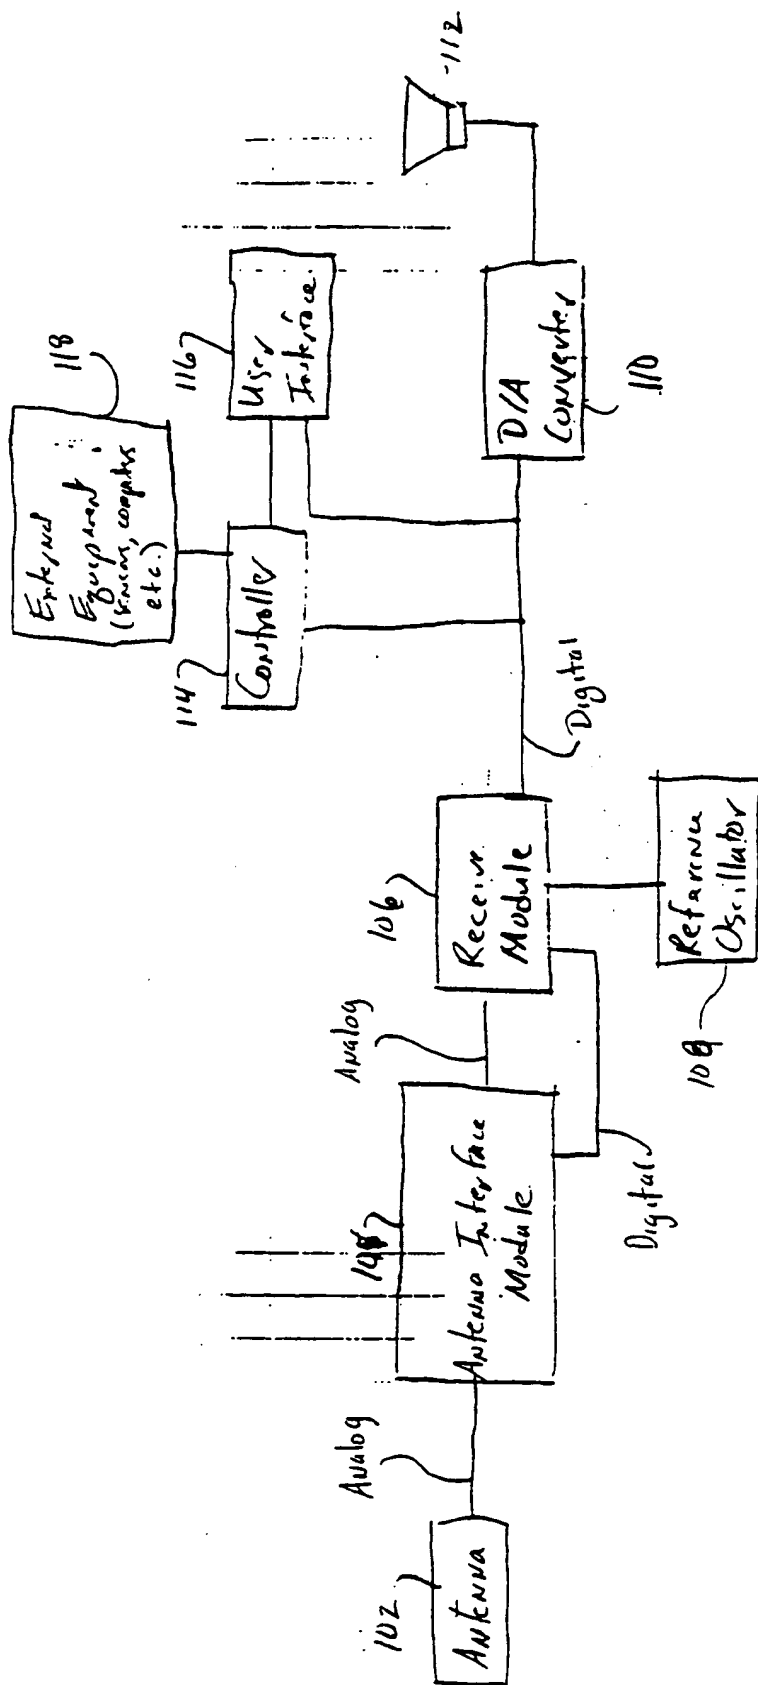 118
External
Equipment
(sensors, computers
etc.)
116
User
Interface
114
Controller
-112
D/A
Converter
110
Digital
106
Receiver
Module
Reference
Oscillator
Analog
Antenna Interface
Module
Digital
Analog
102
Antenna